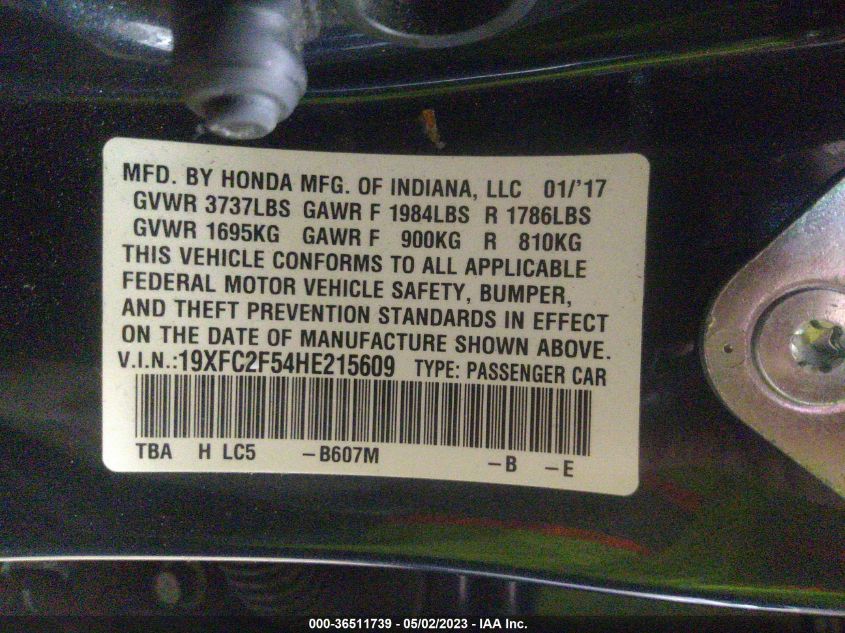 MFD. BY HONDA MFG. OF INDIANA, LLC 01/'17
GVWR 3737LBS GAWR F 1984LBS R 1786LBS
GVWR 1695KG GAWR F 900KG R 810KG
THIS VEHICLE CONFORMS TO ALL APPLICABLE
FEDERAL MOTOR VEHICLE SAFETY, BUMPER,
AND THEFT PREVENTION STANDARDS IN EFFECT
ON THE DATE OF MANUFACTURE SHOWN ABOVE.
V.I.N.:19XFC2F54HE215609 TYPE: PASSENGER CAR
TBA H LC5 -B607M -B -E
000-36511739 - 05/02/2023 - IAA Inc.